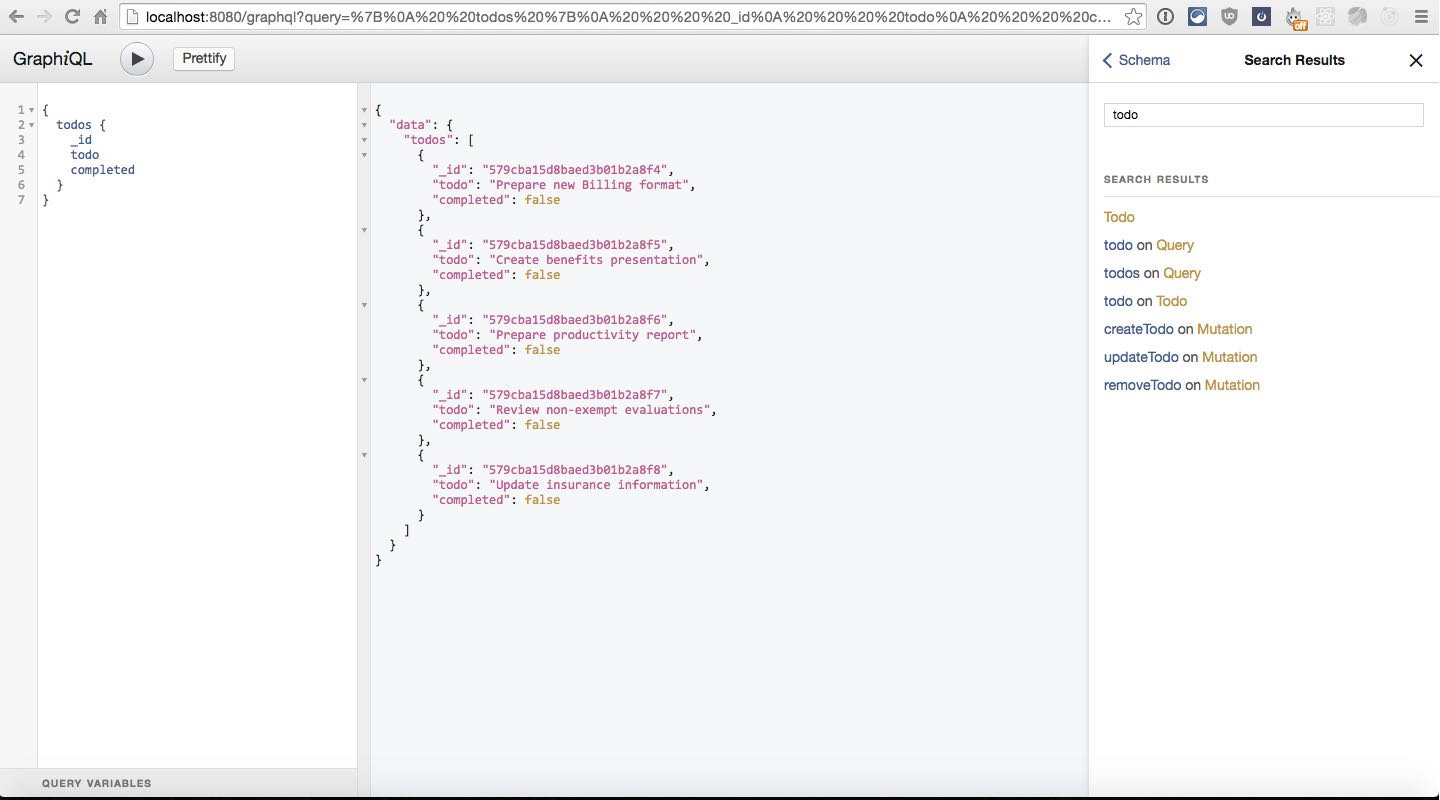 localhost:8080/graphql?query=%7B%0A%20%20todos%20%7B%0A%20%20%20%20_id%0A%20%20%20%20todo%0A%20%20%20%20c...
off
GraphiQL
Prettify
1 {
2 todos {
3 _id
4 todo
5 completed
6 }
7 }
QUERY VARIABLES
{
"data": {
"todos": [
{
"_id": "579cba15d8baed3b01b2a8f4",
"todo": "Prepare new Billing format",
"completed": false
},
{
"_id": "579cba15d8baed3b01b2a8f5",
"todo": "Create benefits presentation",
"completed": false
},
{
"_id": "579cba15d8baed3b01b2a8f6",
"todo": "Prepare productivity report",
"completed": false
},
{
"_id": "579cba15d8baed3b01b2a8f7",
"todo": "Review non-exempt evaluations",
"completed": false
},
{
"_id": "579cba15d8baed3b01b2a8f8",
"todo": "Update insurance information",
"completed": false
}
]
}
}
Schema
Search Results
todo
SEARCH RESULTS
Todo
todo on Query
todos on Query
todo on Todo
createTodo on Mutation
updateTodo on Mutation
removeTodo on Mutation